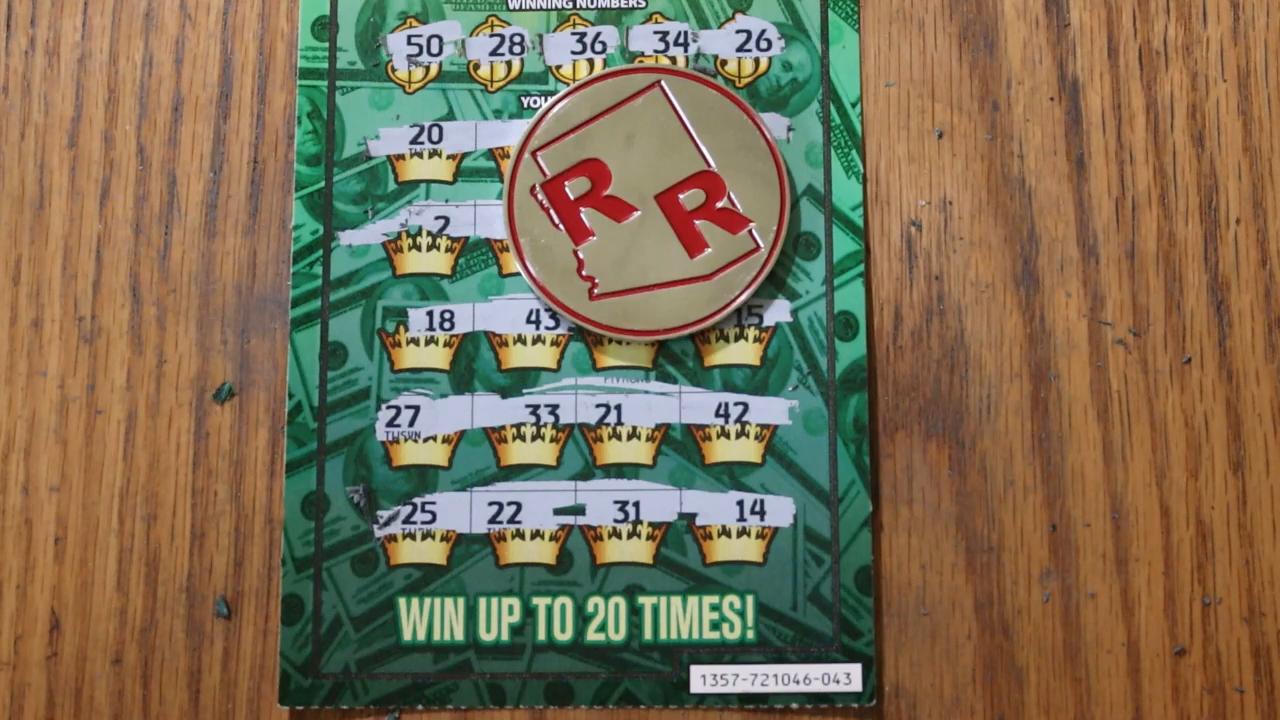 WINNING NUMBERS
50 28 36 34 26
20
2
R R
18 43 15
27 33 21 42
TWSVN
25 22 31 14
WIN UP TO 20 TIMES!
1357-721046-043